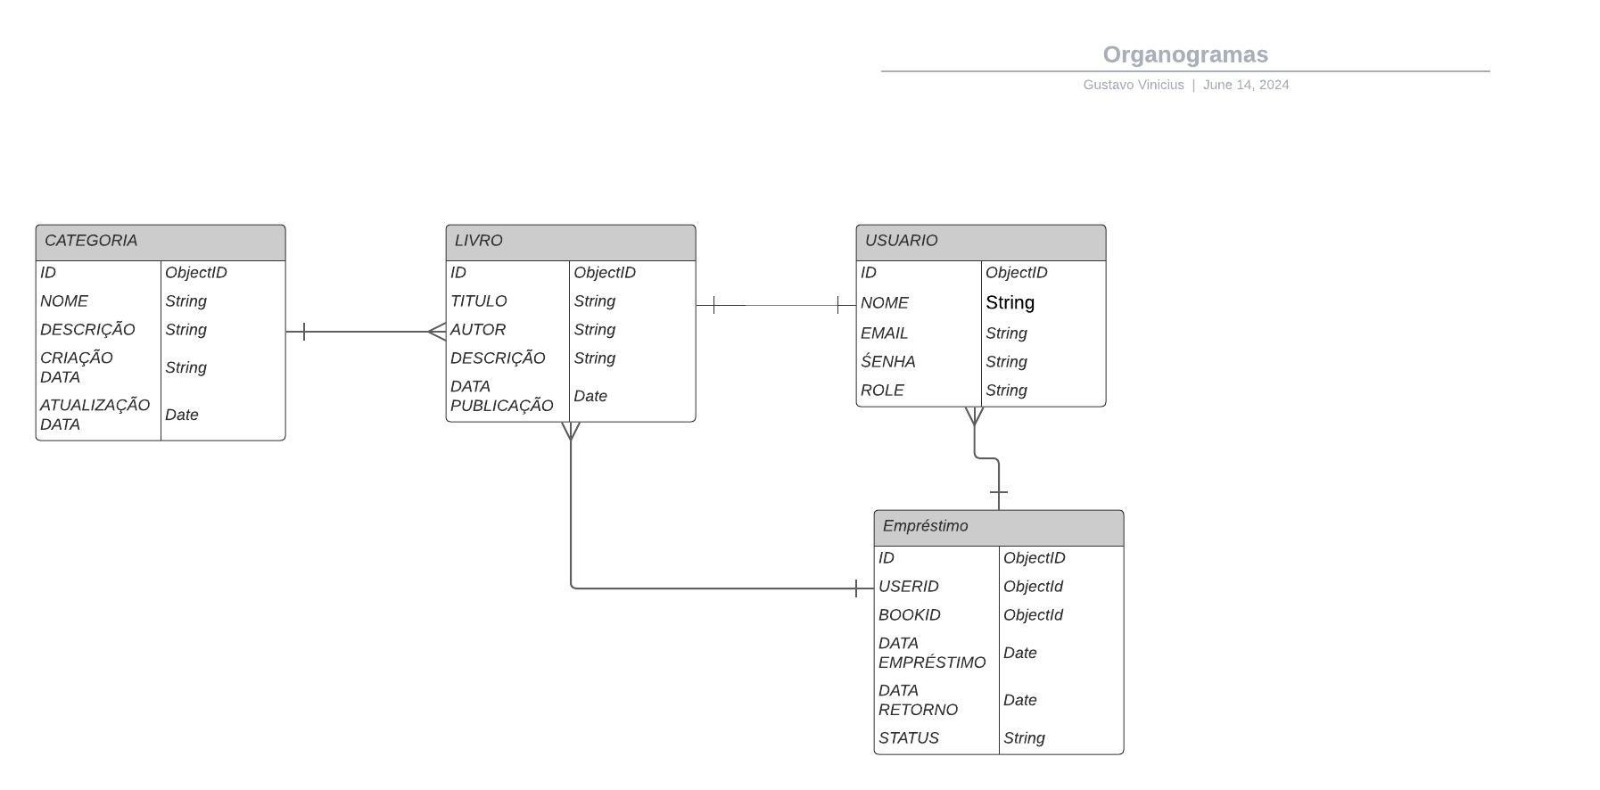 Organogramas
Gustavo Vinicius | June 14, 2024
CATEGORIA
ID ObjectID
NOME String
DESCRIÇÃO String
CRIAÇÃO
DATA String
ATUALIZAÇÃO
DATA Date
LIVRO
ID ObjectID
TITULO String
AUTOR String
DESCRIÇÃO String
DATA
PUBLICAÇÃO Date
USUARIO
ID ObjectID
NOME String
EMAIL String
ŚENHA String
ROLE String
Empréstimo
ID ObjectID
USERID ObjectId
BOOKID ObjectId
DATA
EMPRÉSTIMO Date
DATA
RETORNO Date
STATUS String